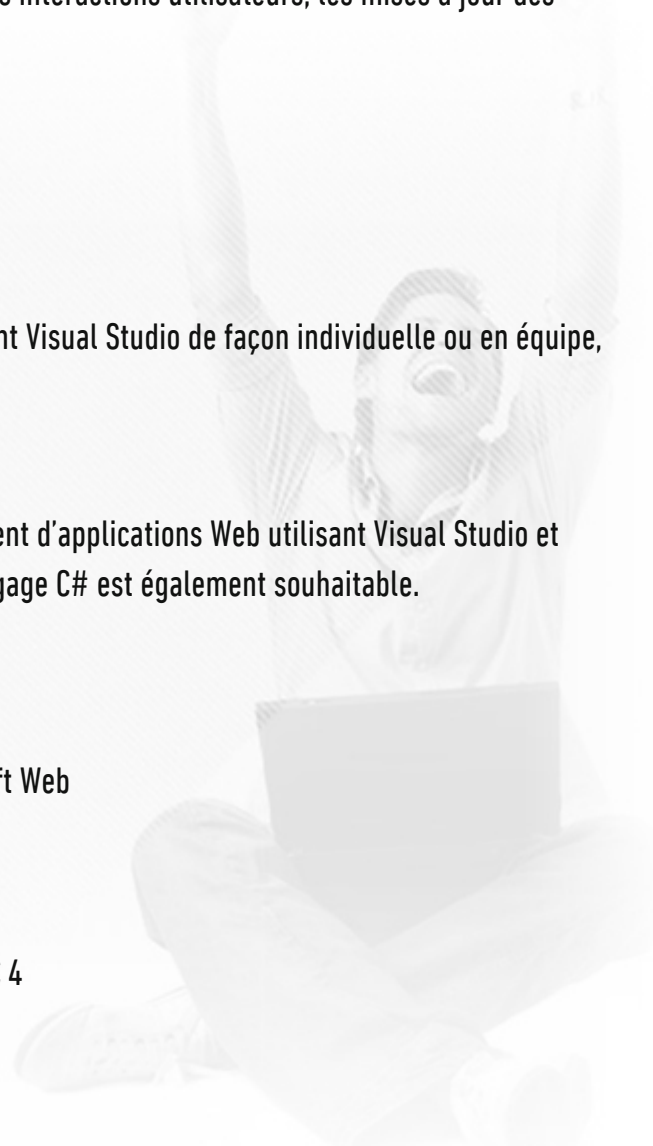 interactions utilisateurs, les mises à jour des
nt Visual Studio de façon individuelle ou en équipe,
ent d’applications Web utilisant Visual Studio et
gage C# est également souhaitable.
ft Web
4